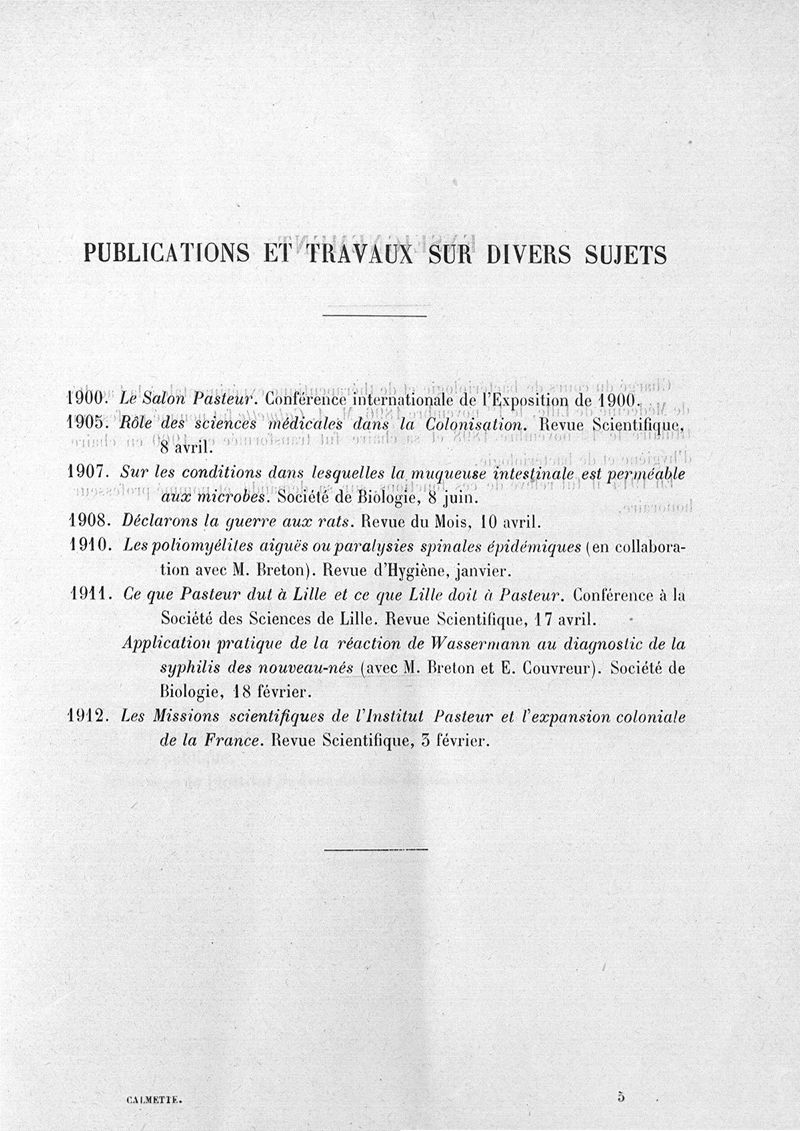 PUBLICATIONS ET TRAVAUX SUR DIVERS SUJETS
1900. Le Salon Pasteur. Conférence internationale de l'Exposition de 1900.
1905. Rôle des sciences médicales dans la Colonisation. Revue Scientifique,
8 avril.
1907. Sur les conditions dans lesquelles la muqueuse intestinale est perméable
aux microbes. Société de Biologie, 8 juin.
1908. Déclarons la guerre aux rats. Revue du Mois, 10 avril.
1910. Les poliomyélites aiguës ou paralysies spinales épidémiques (en collabora-
tion avec M. Breton). Revue d'Hygiène, janvier.
1911. Ce que Pasteur dut à Lille et ce que Lille doit à Pasteur. Conférence à la
Société des Sciences de Lille. Revue Scientifique, 17 avril.
Application pratique de la réaction de Wassermann au diagnostic de la
syphilis des nouveau-nés (avec M. Breton et E. Couvreur). Société de
Biologie, 18 février.
1912. Les Missions scientifiques de l'Institut Pasteur et l'expansion coloniale
de la France. Revue Scientifique, 3 février.
CALMETTE. 5